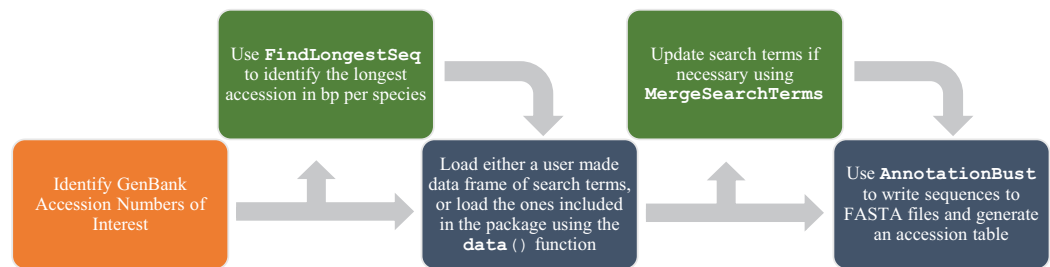 Use FindLongestSeq
to identify the longest
accession in bp per species
Update search terms if
necessary using
MergeSearchTerms
Identify GenBank
Accession Numbers of
Interest
Load either a user made
data frame of search terms,
or load the ones included
in the package using the
data() function
Use AnnotationBust
to write sequences to
FASTA files and generate
an accession table